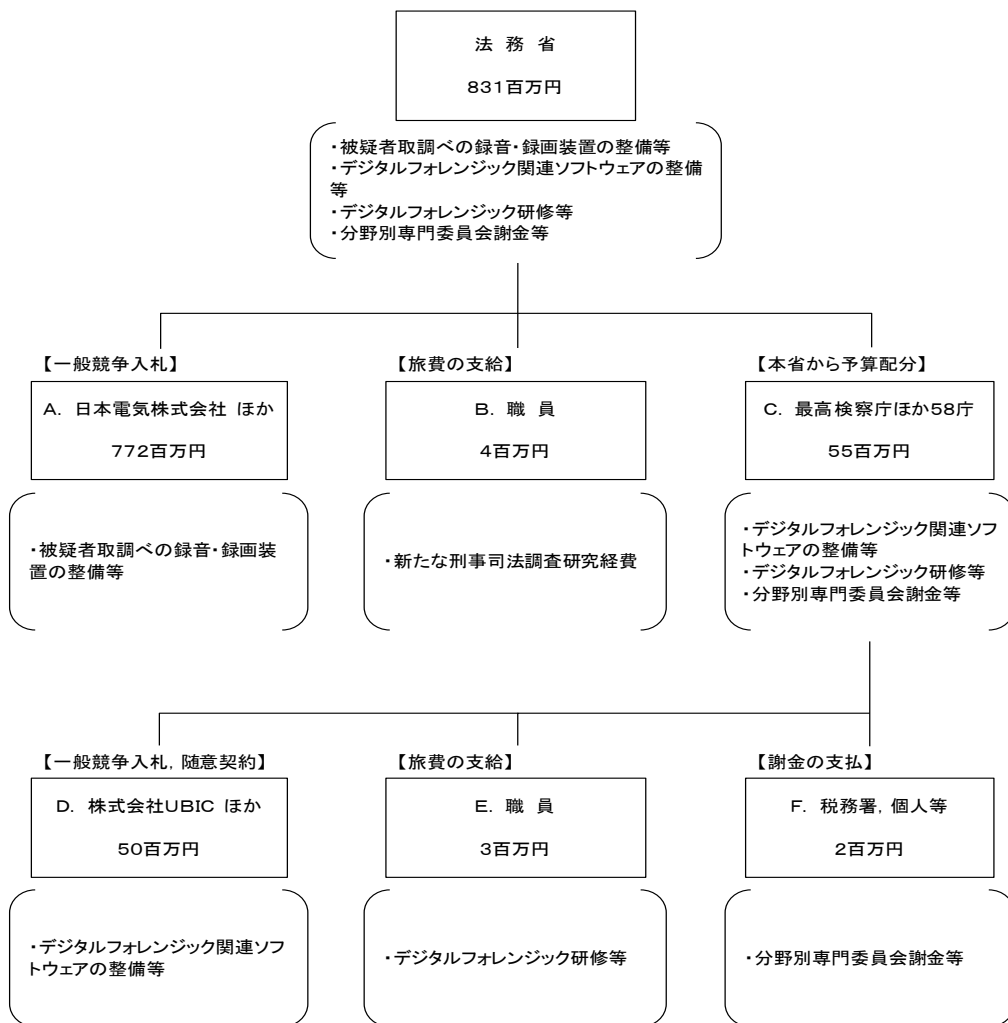 法 務 省
831百万円
・被疑者取調べの録音・録画装置の整備等
・デジタルフォレンジック関連ソフトウェアの整備
等
・デジタルフォレンジック研修等
・分野別専門委員会謝金等
【一般競争入札】
A. 日本電気株式会社 ほか
772百万円
・被疑者取調べの録音・録画装
置の整備等
【旅費の支給】
B. 職 員
4百万円
・新たな刑事司法調査研究経費
【本省から予算配分】
C. 最高検察庁ほか58庁
55百万円
・デジタルフォレンジック関連ソフ
トウェアの整備等
・デジタルフォレンジック研修等
・分野別専門委員会謝金等
【一般競争入札, 随意契約】
D. 株式会社UBIC ほか
50百万円
・デジタルフォレンジック関連ソフ
トウェアの整備等
【旅費の支給】
E. 職 員
3百万円
・デジタルフォレンジック研修等
【謝金の支払】
F. 税務署, 個人等
2百万円
・分野別専門委員会謝金等